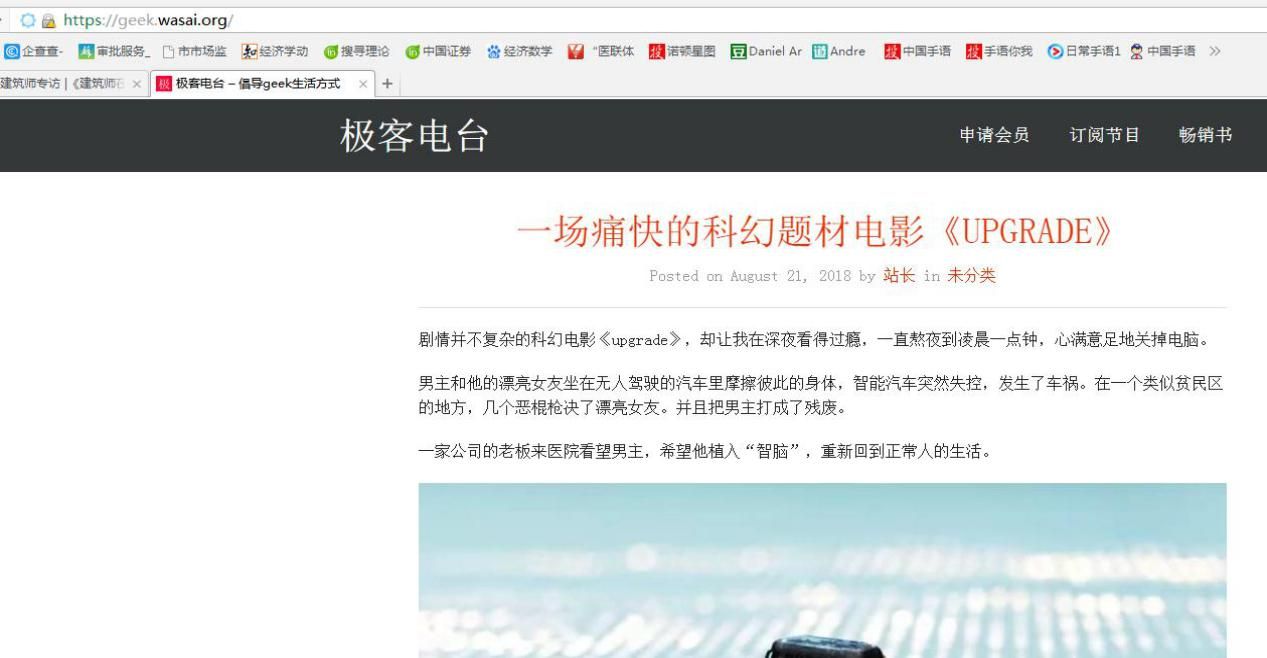 https://geek.wasai.org/
企查查- 审批服务_ 市市场监 经济学动 搜寻理论 中国证券 经济数学 “医联体 诺顿星图 Daniel Ar Andre 中国手语 手语你我 日常手语1 中国手语
建筑师专访 |《建筑师在 极客电台 – 倡导geek生活方式
极客电台 申请会员 订阅节目 畅销书
一场痛快的科幻题材电影《UPGRADE》
Posted on August 21, 2018 by 站长 in 未分类
剧情并不复杂的科幻电影《upgrade》，却让我在深夜看得过瘾，一直熬夜到凌晨一点钟，心满意足地关掉电脑。
男主和他的漂亮女友坐在无人驾驶的汽车里摩擦彼此的身体，智能汽车突然失控，发生了车祸。在一个类似贫民区
的地方，几个恶棍枪决了漂亮女友。并且把男主打成了残废。
一家公司的老板来医院看望男主，希望他植入“智脑”，重新回到正常人的生活。